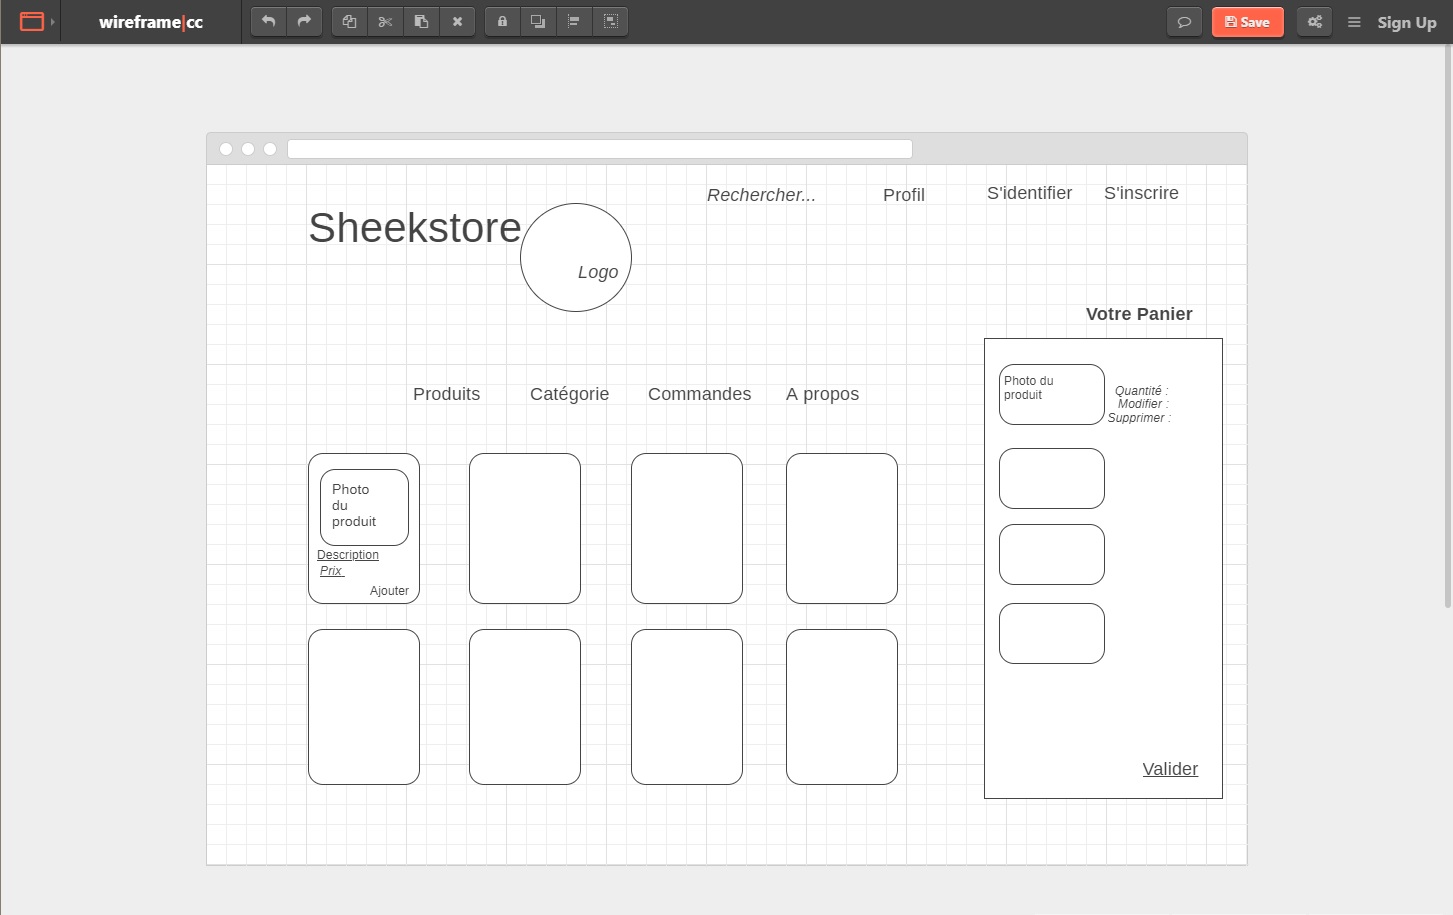 wireframe|cc
Save
Sign Up
Rechercher...
Profil
S'identifier
S'inscrire
Sheekstore
Logo
Votre Panier
Produits
Catégorie
Commandes
A propos
Photo du
produit
Quantité :
Modifier :
Supprimer :
Photo
du
produit
Description
Prix
Ajouter
Valider